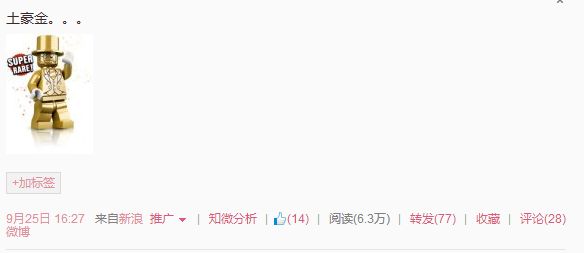 土豪金。。。
SUPER
RARE!
+加标签
9月25日 16:27 来自新浪 推广 | 知微分析 | (14) | 阅读(6.3万) | 转发(77) | 收藏 | 评论(28)
微博